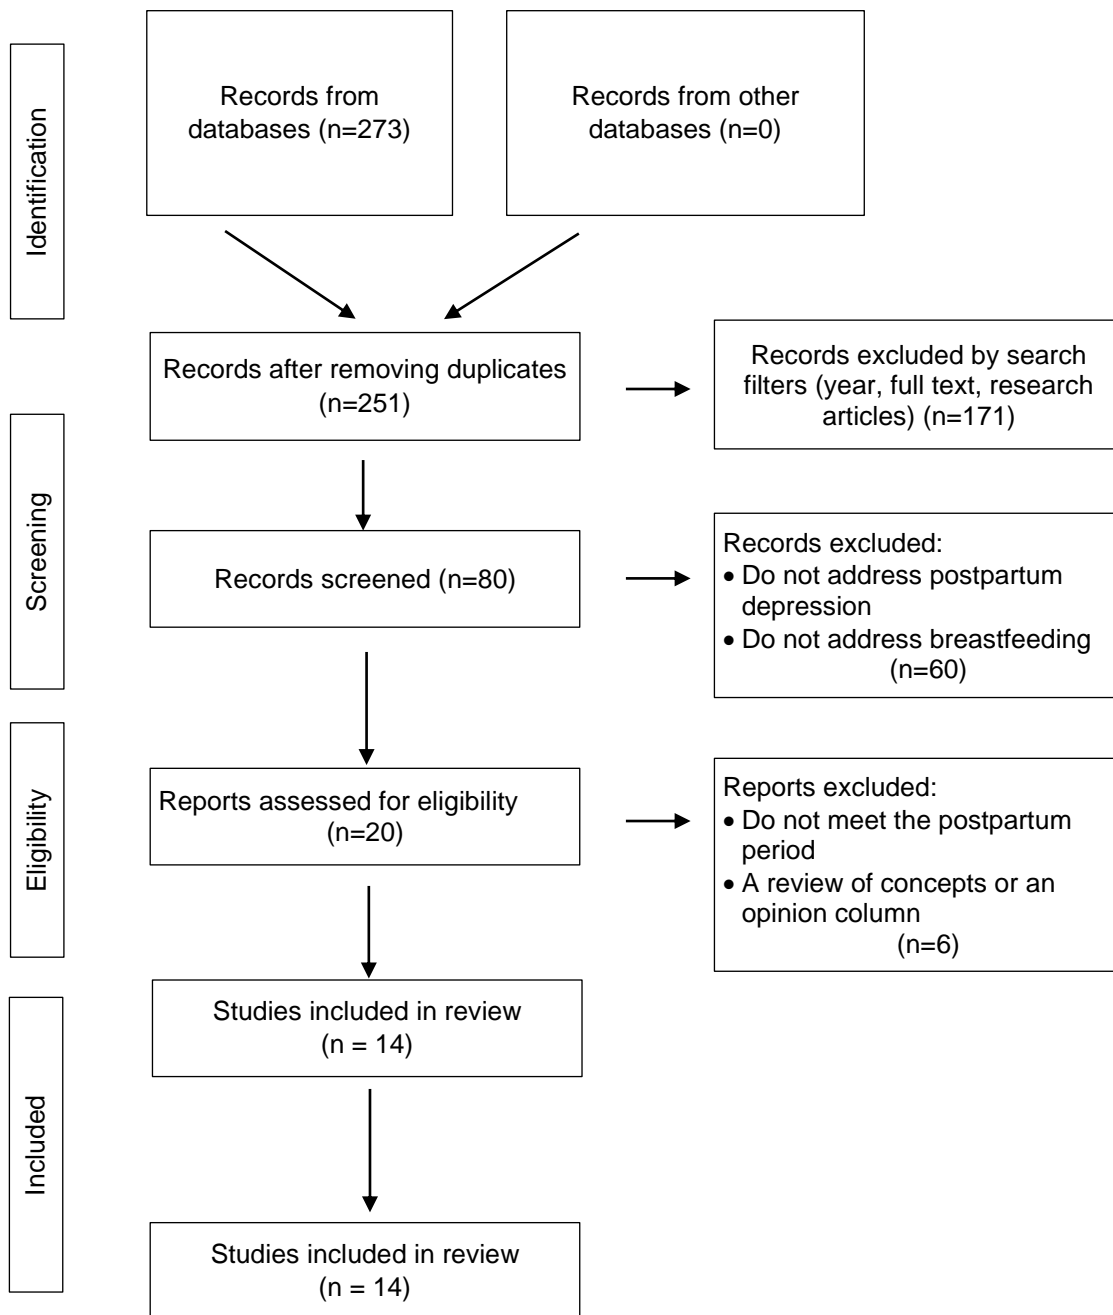 Identification
Records from
databases (n=273)
Records from other
databases (n=0)
Records after removing duplicates
(n=251)
Records excluded by search
filters (year, full text, research
articles) (n=171)
Screening
Records screened (n=80)
Records excluded:
• Do not address postpartum
depression
• Do not address breastfeeding
(n=60)
Eligibility
Reports assessed for eligibility
(n=20)
Reports excluded:
• Do not meet the postpartum
period
• A review of concepts or an
opinion column
(n=6)
Included
Studies included in review
(n = 14)
Studies included in review
(n = 14)